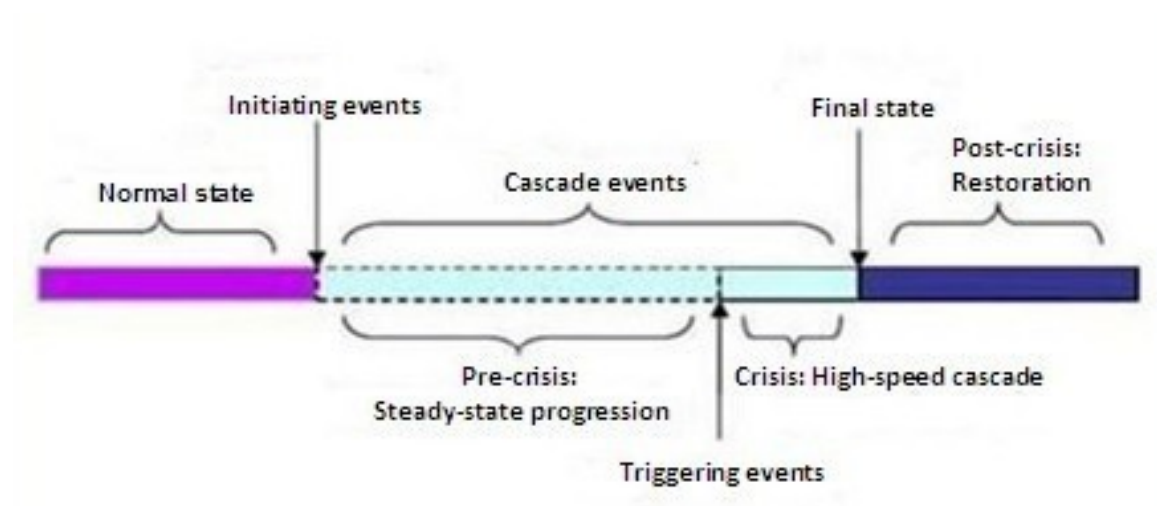 Initiating events
Final state
Post-crisis:
Restoration
Normal state
Cascade events
Pre-crisis:
Steady-state progression
Crisis: High-speed cascade
Triggering events